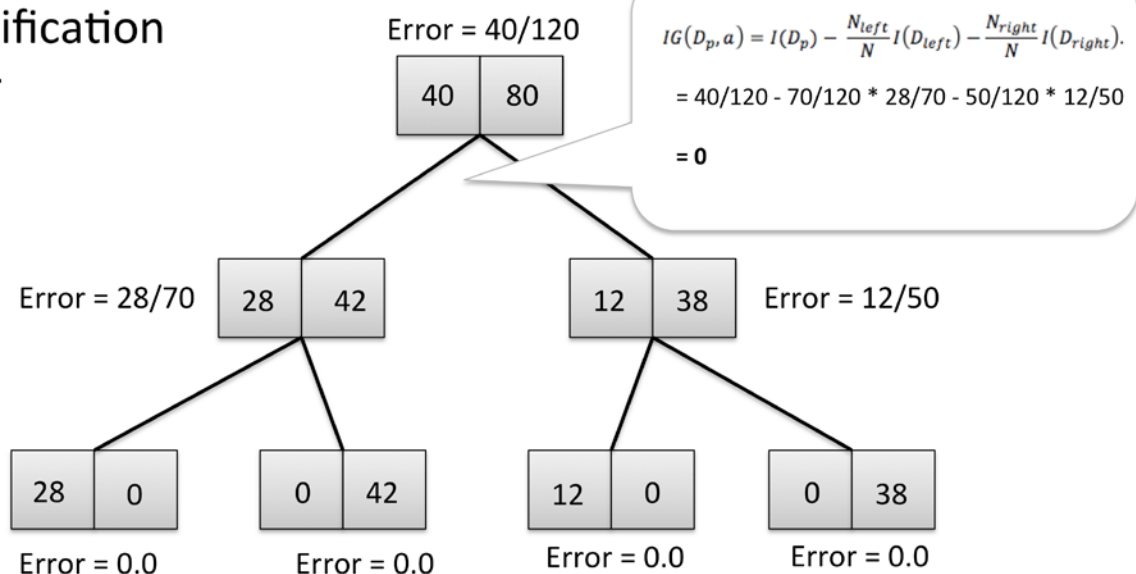 ification
Error = 40/120
40 80
IG(D_p, a) = I(D_p) − N_left/N I(D_left) − N_right/N I(D_right).
= 40/120 - 70/120 * 28/70 - 50/120 * 12/50
= 0
Error = 28/70
28 42
12 38
Error = 12/50
28 0
0 42
12 0
0 38
Error = 0.0
Error = 0.0
Error = 0.0
Error = 0.0